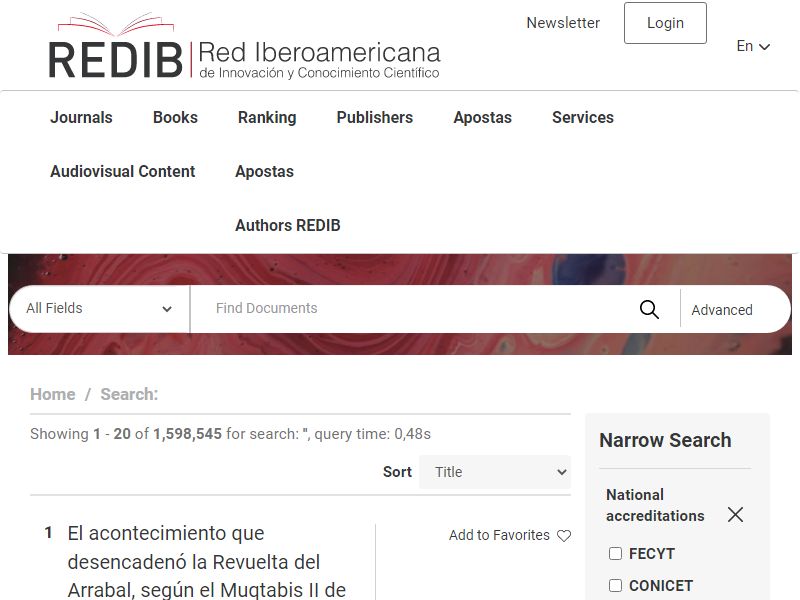 Newsletter
Login
En
REDIB
Red Iberoamericana
de Innovación y Conocimiento Científico
Journals
Books
Ranking
Publishers
Apostas
Services
Audiovisual Content
Apostas
Authors REDIB
All Fields
Find Documents
Advanced
Home / Search:
Showing 1 - 20 of 1,598,545 for search: '', query time: 0,48s
Sort
Title
1
El acontecimiento que
desencadenó la Revuelta del
Arrabal, según el Muqtabis II de
Add to Favorites
Narrow Search
National
accreditations
FECYT
CONICET